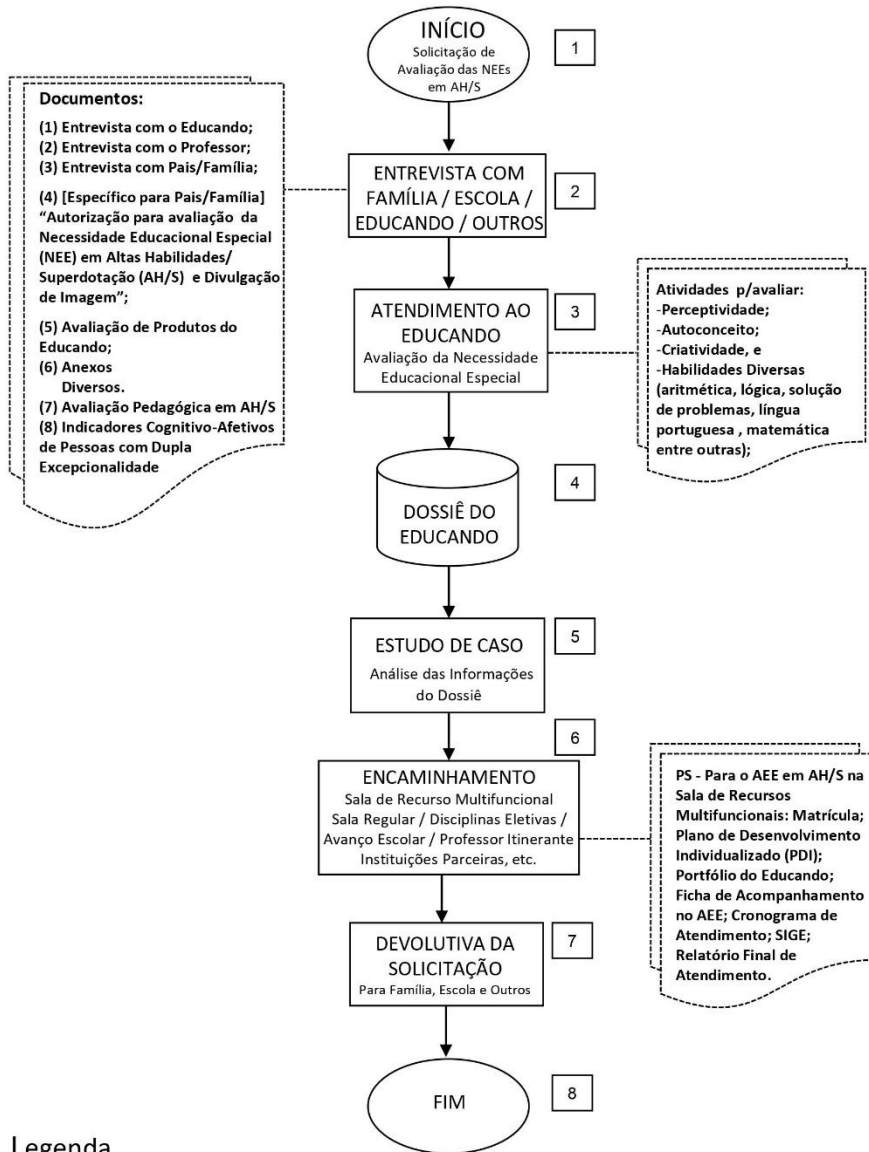 INÍCIO
Solicitação de
Avaliação das NEEs
em AH/S
1
Documentos:
(1) Entrevista com o Educando;
(2) Entrevista com o Professor;
(3) Entrevista com Pais/Família;
(4) [Específico para Pais/Família]
“Autorização para avaliação da
Necessidade Educacional Especial
(NEE) em Altas Habilidades/
Superdotação (AH/S) e Divulgação
de Imagem”;
(5) Avaliação de Produtos do
Educando;
(6) Anexos
Diversos.
(7) Avaliação Pedagógica em AH/S
(8) Indicadores Cognitivo-Afetivos
de Pessoas com Dupla
Excepcionalidade
ENTREVISTA COM
FAMÍLIA / ESCOLA /
EDUCANDO / OUTROS
2
ATENDIMENTO AO
EDUCANDO
Avaliação da Necessidade
Educacional Especial
3
Atividades p/avaliar:
-Perceptividade;
-Autoconceito;
-Criatividade, e
-Habilidades Diversas
(aritmética, lógica, solução
de problemas, língua
portuguesa , matemática
entre outras);
DOSSIÊ DO
EDUCANDO
4
ESTUDO DE CASO
Análise das Informações
do Dossiê
5
6
ENCAMINHAMENTO
Sala de Recurso Multifuncional
Sala Regular / Disciplinas Eletivas /
Avanço Escolar / Professor Itinerante
Instituições Parceiras, etc.
PS - Para o AEE em AH/S na
Sala de Recursos
Multifuncionais: Matrícula;
Plano de Desenvolvimento
Individualizado (PDI);
Portfólio do Educando;
Ficha de Acompanhamento
no AEE; Cronograma de
Atendimento; SIGE;
Relatório Final de
Atendimento.
DEVOLUTIVA DA
SOLICITAÇÃO
Para Família, Escola e Outros
7
FIM
8
Legenda